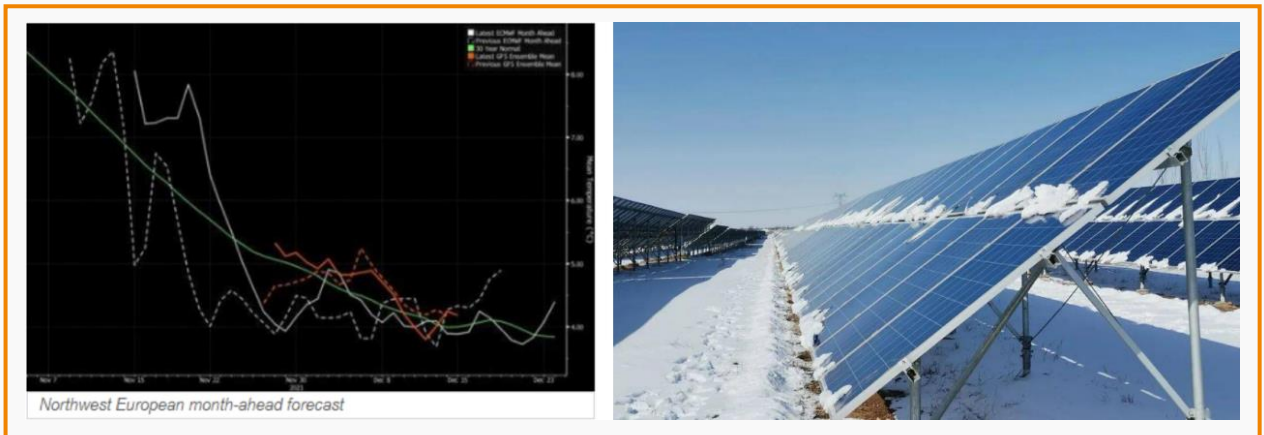 Latest ECMWF Month Ahead
Previous ECMWF Month Ahead
30 Year Normal
Latest GFS Ensemble Mean
Previous GFS Ensemble Mean
8.00
7.00
6.00
5.00
4.00
Mean Temperature (°C)
Nov 7
Nov 15
Nov 22
Nov 30
Dec 8
Dec 15
Dec 23
2021
Northwest European month-ahead forecast